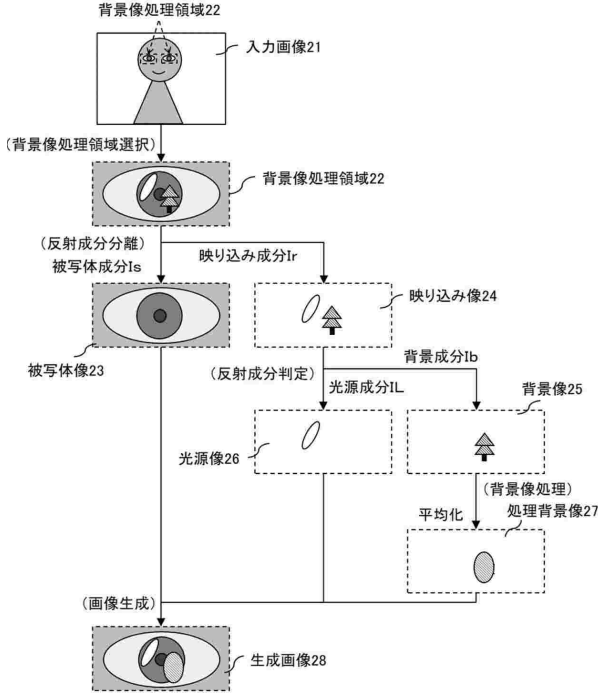 背景像処理領域22
入力画像21
(背景像処理領域選択)
背景像処理領域22
(反射成分分離)
被写体成分Is
映り込み成分Ir
映り込み像24
被写体像23
(反射成分判定)
背景成分Ib
光源成分IL
背景像25
光源像26
(背景像処理)
平均化
処理背景像27
(画像生成)
生成画像28